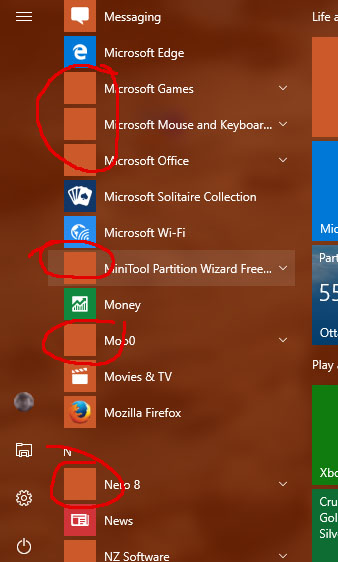 Messaging
Life a
Microsoft Edge
Microsoft Games
Microsoft Mouse and Keyboar...
Microsoft Office
Microsoft Solitaire Collection
Microsoft Wi-Fi
Mic
MiniTool Partition Wizard Free...
Part
55
Money
Otta
Mob0
Play a
Movies & TV
Mozilla Firefox
N
Xbo
Nero 8
Cru
Gol
Silve
News
NZ Software